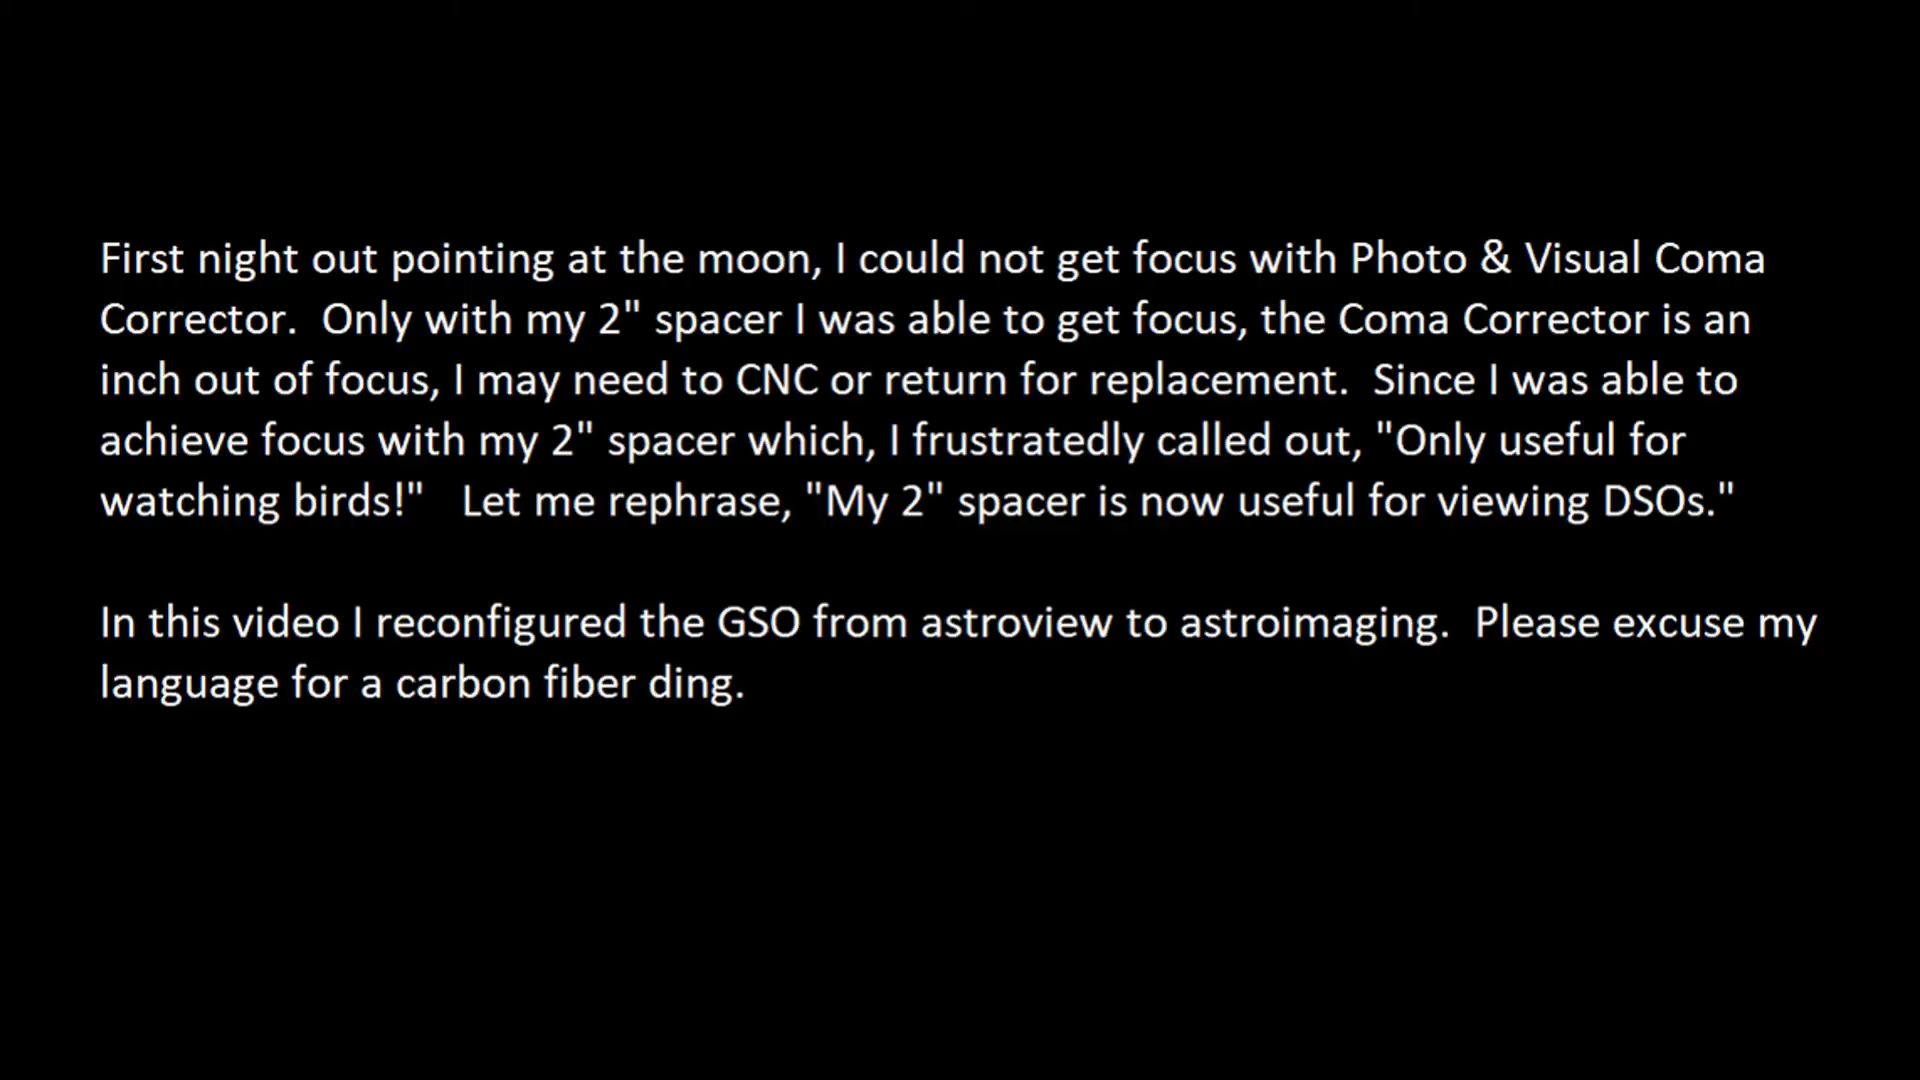 First night out pointing at the moon, I could not get focus with Photo & Visual Coma
Corrector.  Only with my 2" spacer I was able to get focus, the Coma Corrector is an
inch out of focus, I may need to CNC or return for replacement.  Since I was able to
achieve focus with my 2" spacer which, I frustratedly called out, "Only useful for
watching birds!"   Let me rephrase, "My 2" spacer is now useful for viewing DSOs."
In this video I reconfigured the GSO from astroview to astroimaging.  Please excuse my
language for a carbon fiber ding.